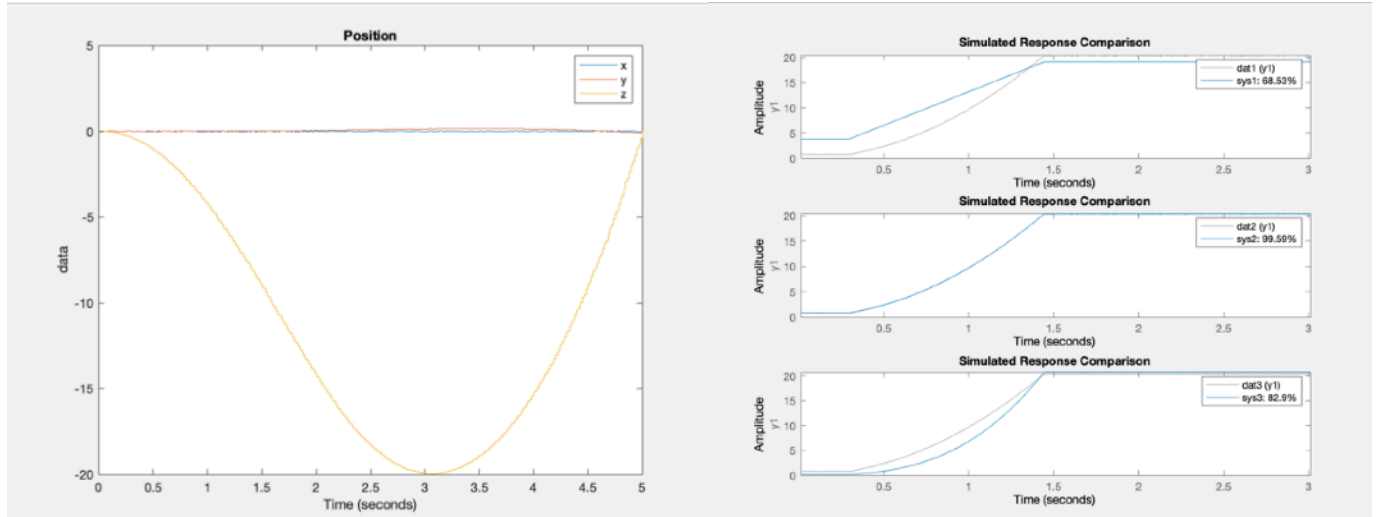 Position
5
0
-5
-10
-15
-20
data
x
y
z
0 0.5 1 1.5 2 2.5 3 3.5 4 4.5 5
Time (seconds)
Simulated Response Comparison
20
15
10
5
0
Amplitude
y1
dat1 (y1)
sys1: 68.53%
0.5 1 1.5 2 2.5 3
Time (seconds)
Simulated Response Comparison
20
15
10
5
0
Amplitude
y1
dat2 (y1)
sys2: 99.59%
0.5 1 1.5 2 2.5 3
Time (seconds)
Simulated Response Comparison
20
15
10
5
0
Amplitude
y1
dat3 (y1)
sys3: 82.9%
0.5 1 1.5 2 2.5 3
Time (seconds)